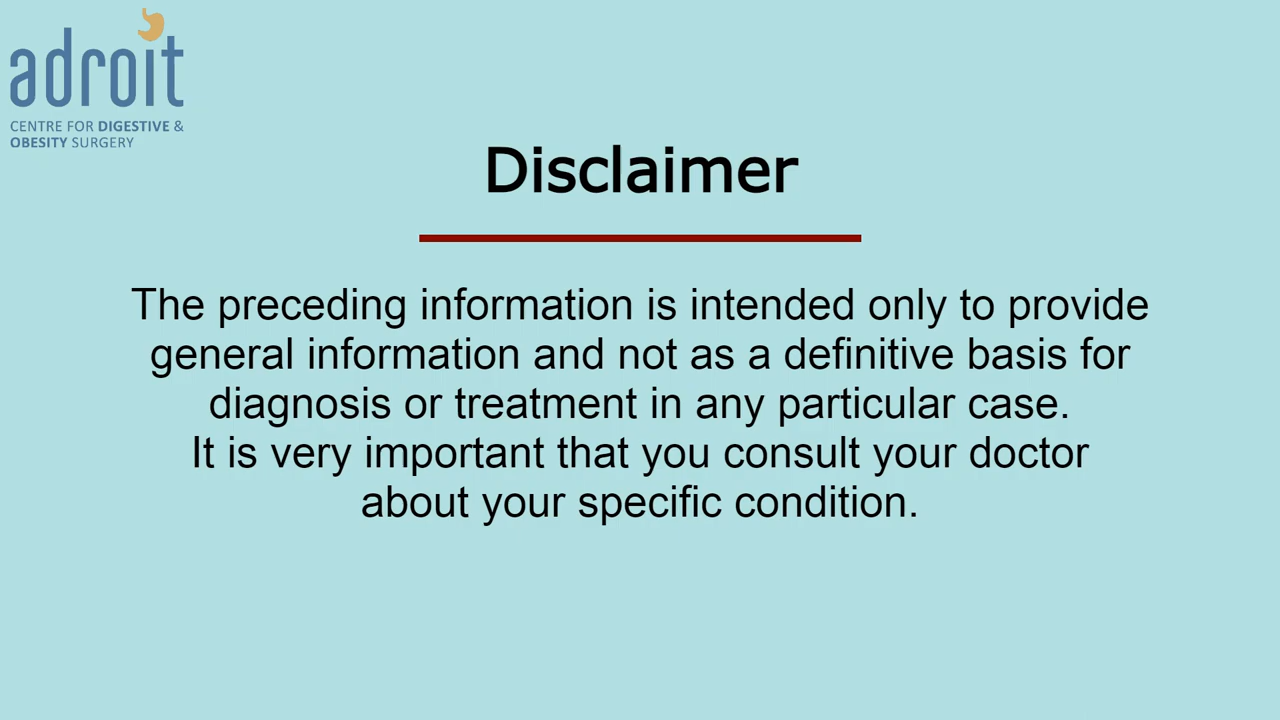 adroit
CENTRE FOR DIGESTIVE &
OBESITY SURGERY
Disclaimer
The preceding information is intended only to provide
general information and not as a definitive basis for
diagnosis or treatment in any particular case.
It is very important that you consult your doctor
about your specific condition.